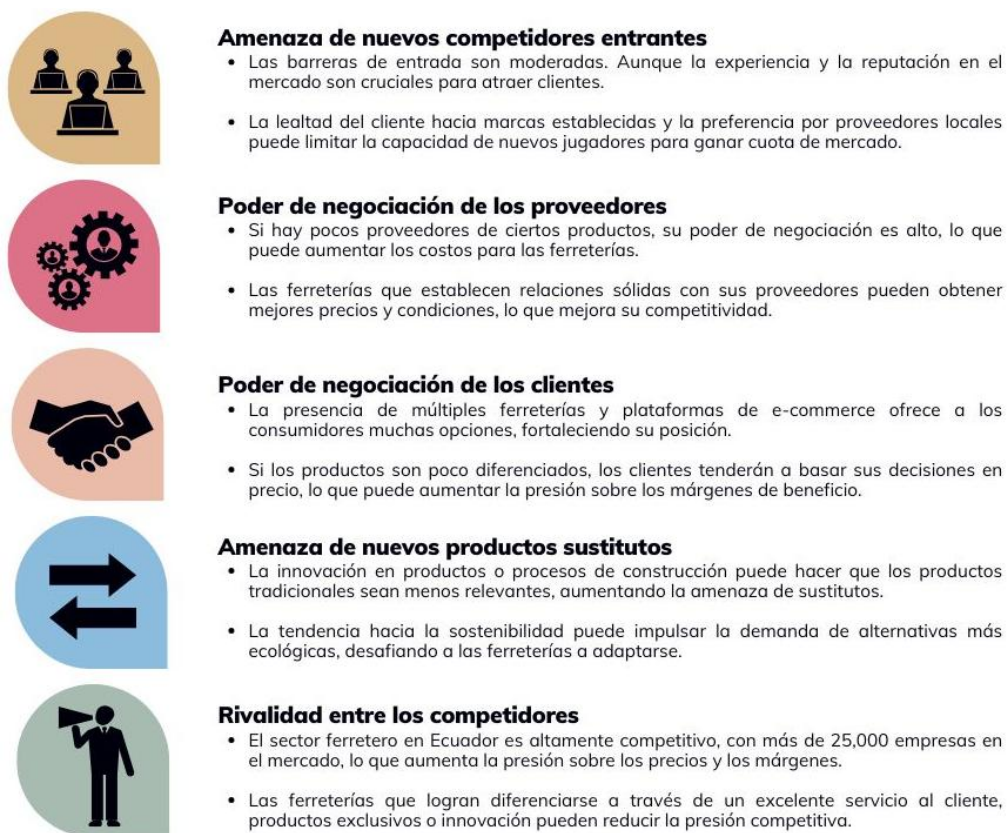 Amenaza de nuevos competidores entrantes
• Las barreras de entrada son moderadas. Aunque la experiencia y la reputación en el
mercado son cruciales para atraer clientes.
• La lealtad del cliente hacia marcas establecidas y la preferencia por proveedores locales
puede limitar la capacidad de nuevos jugadores para ganar cuota de mercado.
Poder de negociación de los proveedores
• Si hay pocos proveedores de ciertos productos, su poder de negociación es alto, lo que
puede aumentar los costos para las ferreterías.
• Las ferreterías que establecen relaciones sólidas con sus proveedores pueden obtener
mejores precios y condiciones, lo que mejora su competitividad.
Poder de negociación de los clientes
• La presencia de múltiples ferreterías y plataformas de e-commerce ofrece a los
consumidores muchas opciones, fortaleciendo su posición.
• Si los productos son poco diferenciados, los clientes tenderán a basar sus decisiones en
precio, lo que puede aumentar la presión sobre los márgenes de beneficio.
Amenaza de nuevos productos sustitutos
• La innovación en productos o procesos de construcción puede hacer que los productos
tradicionales sean menos relevantes, aumentando la amenaza de sustitutos.
• La tendencia hacia la sostenibilidad puede impulsar la demanda de alternativas más
ecológicas, desafiando a las ferreterías a adaptarse.
Rivalidad entre los competidores
• El sector ferretero en Ecuador es altamente competitivo, con más de 25,000 empresas en
el mercado, lo que aumenta la presión sobre los precios y los márgenes.
• Las ferreterías que logran diferenciarse a través de un excelente servicio al cliente,
productos exclusivos o innovación pueden reducir la presión competitiva.